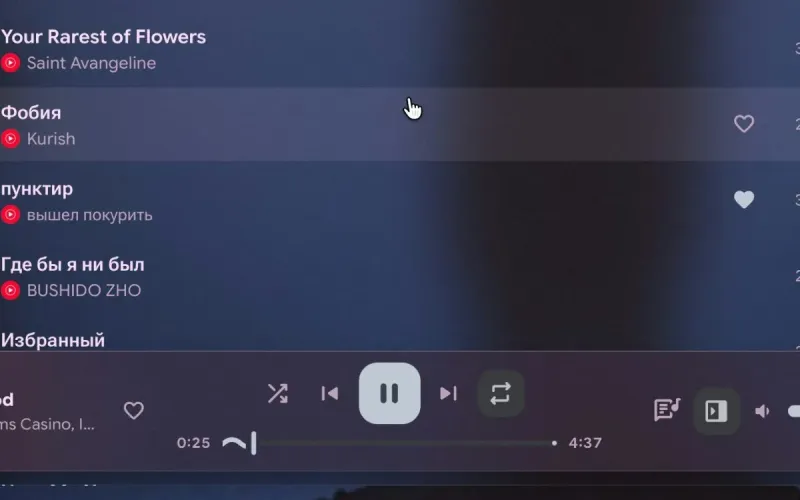 Your Rarest of Flowers
Saint Avangeline
Фобия
Kurish
пунктир
вышел покурить
Где бы я ни был
BUSHIDO ZHO
Избранный
0:25
4:37
Casino, I...